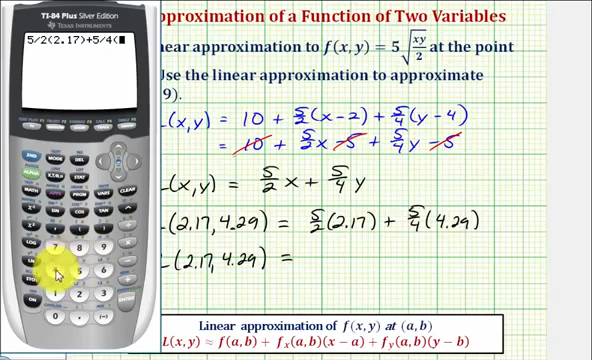 TI-84 Plus Silver Edition
TEXAS INSTRUMENTS
5/2(2.17)+5/4(
pproximation of a Function of Two Variables
near approximation to f(x, y) = 5√(xy/2) at the point
Use the linear approximation to approximate
9).
L(x,y) = 10 + 5/2(x-2) + 5/4(y-4)
= 10 + 5/2x - 5 + 5/4y - 5
L(x,y) = 5/2x + 5/4y
L(2.17, 4.29) = 5/2(2.17) + 5/4(4.29)
L(2.17, 4.29) =
Linear approximation of f(x, y) at (a, b)
L(x, y) ≈ f(a, b) + fx(a, b)(x − a) + fy(a, b)(y − b)